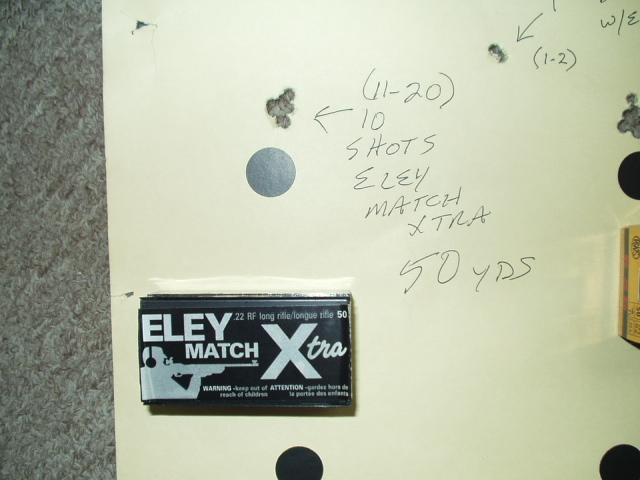 W/E
(1-2)
(11-20)
10
SHOTS
ELEY
MATCH
XTRA
50 YDS
ELEY .22 RF long rifle/longue rifle 50
MATCH Xtra
WARNING-keep out of ATTENTION-gardez hors de
reach of children la portée des enfants